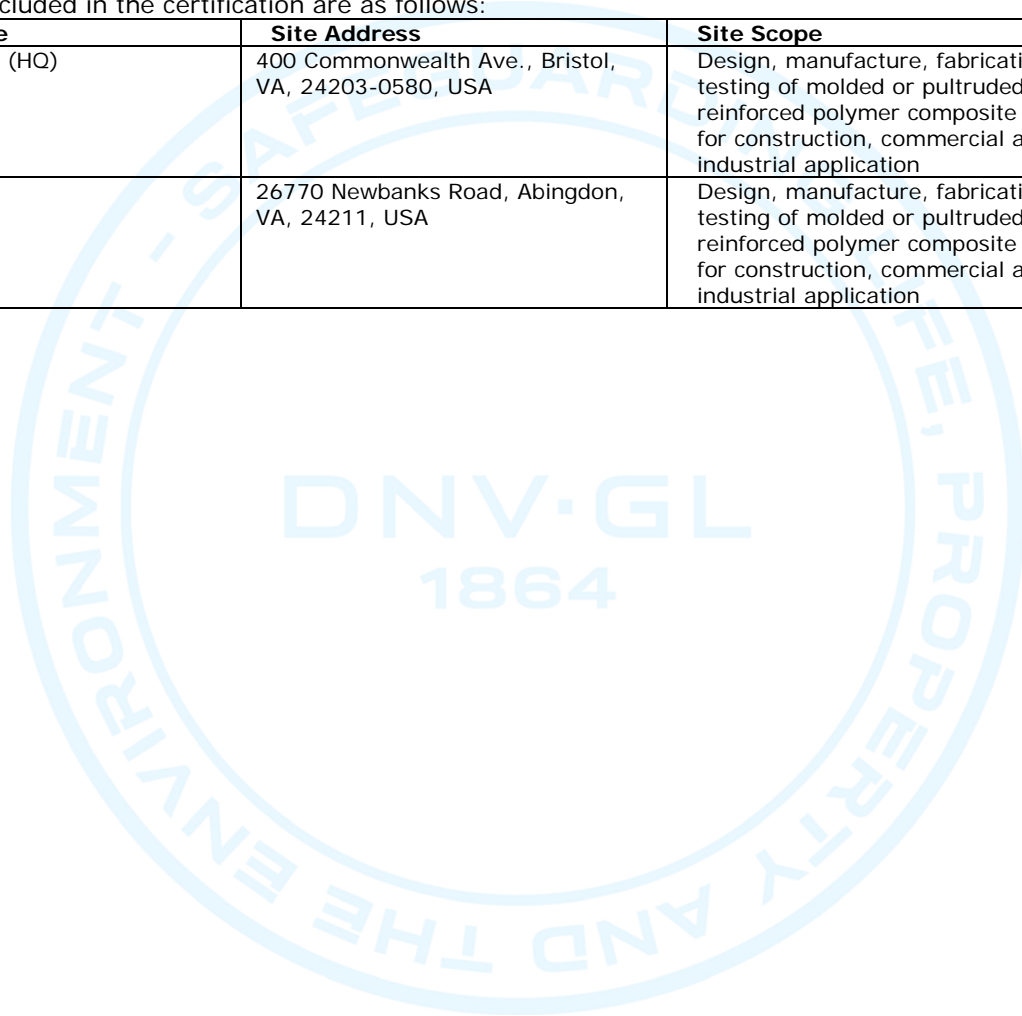 cluded in the certification are as follows:
e Site Address Site Scope
(HQ) 400 Commonwealth Ave., Bristol, Design, manufacture, fabricati
VA, 24203-0580, USA testing of molded or pultruded
reinforced polymer composite
for construction, commercial a
industrial application
26770 Newbanks Road, Abingdon, Design, manufacture, fabricati
VA, 24211, USA testing of molded or pultruded
reinforced polymer composite
for construction, commercial a
industrial application
SAFEGUARDING LIFE, PROPERTY AND THE ENVIRONMENT -
DNV·GL
1864